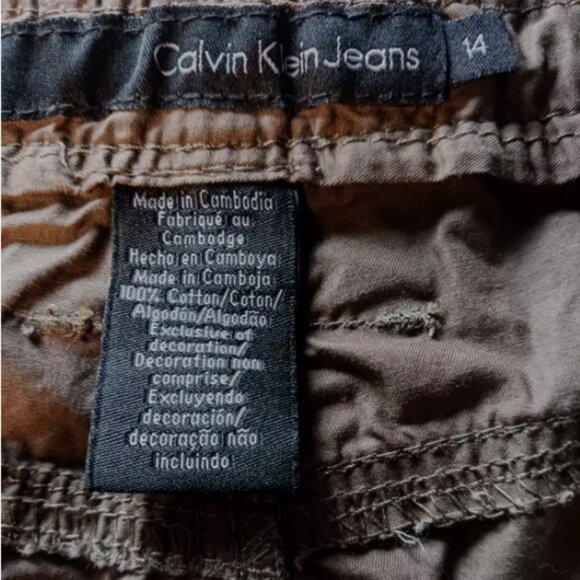 Calvin Klein Jeans 14
Made in Cambodia
Fabriqué au
Cambodge
Hecho en Camboya
Made in Camboja
100% Cotton/Coton/
Algodón/Algodão
Exclusive of
decoration/
Décoration non
comprise/
Excluyendo
decoración/
decoração não
incluindo